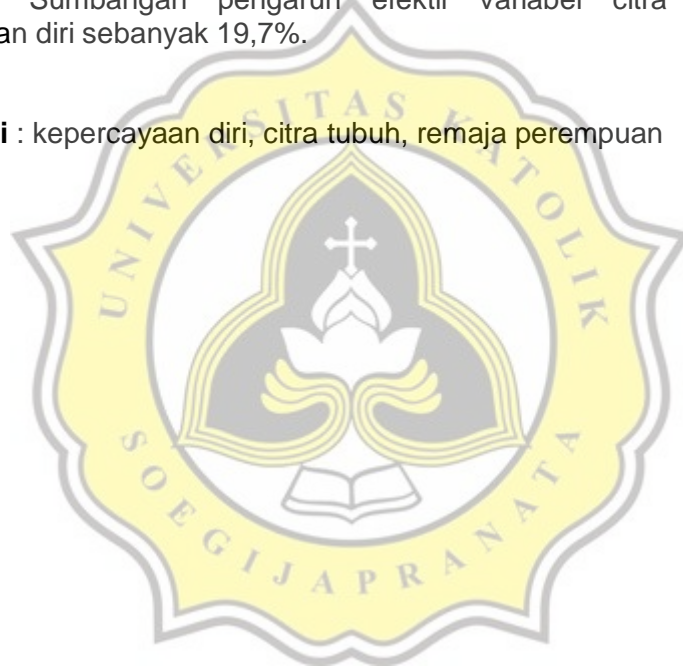 Sumbangan pengaruh efektif variabel citra
an diri sebanyak 19,7%.
i : kepercayaan diri, citra tubuh, remaja perempuan
UNIVERSITAS KATOLIK
SOEGIJAPRANATA